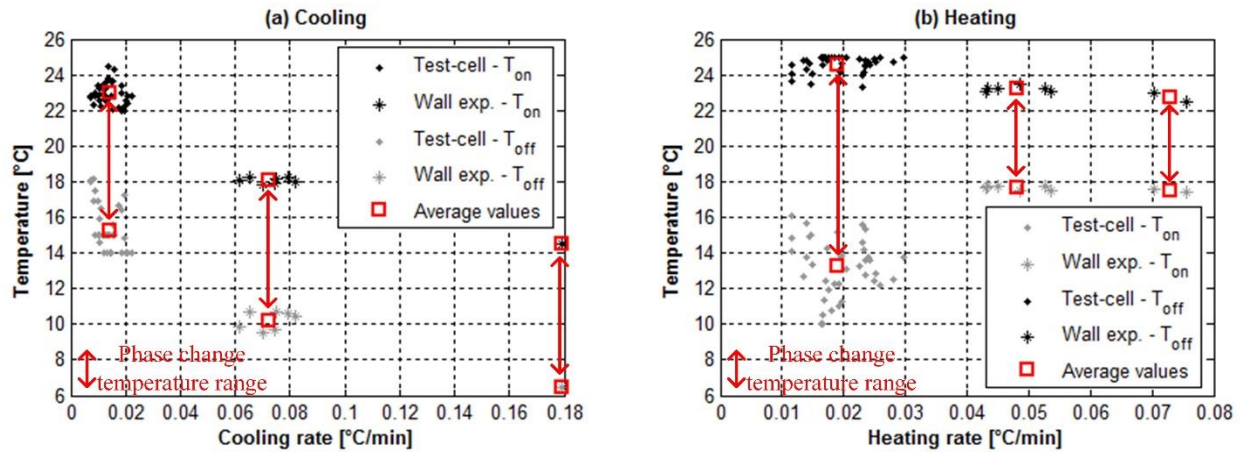 (a) Cooling
26
24
22
20
18
16
14
12
10
8
6
Temperature [°C]
Test-cell - Ton
Wall exp. - Ton
Test-cell - Toff
Wall exp. - Toff
Average values
Phase change
temperature range
0 0.02 0.04 0.06 0.08 0.1 0.12 0.14 0.16 0.18
Cooling rate [°C/min]
(b) Heating
26
24
22
20
18
16
14
12
10
8
6
Temperature [°C]
Test-cell - Ton
Wall exp. - Ton
Test-cell - Toff
Wall exp. - Toff
Average values
Phase change
temperature range
0 0.01 0.02 0.03 0.04 0.05 0.06 0.07 0.08
Heating rate [°C/min]